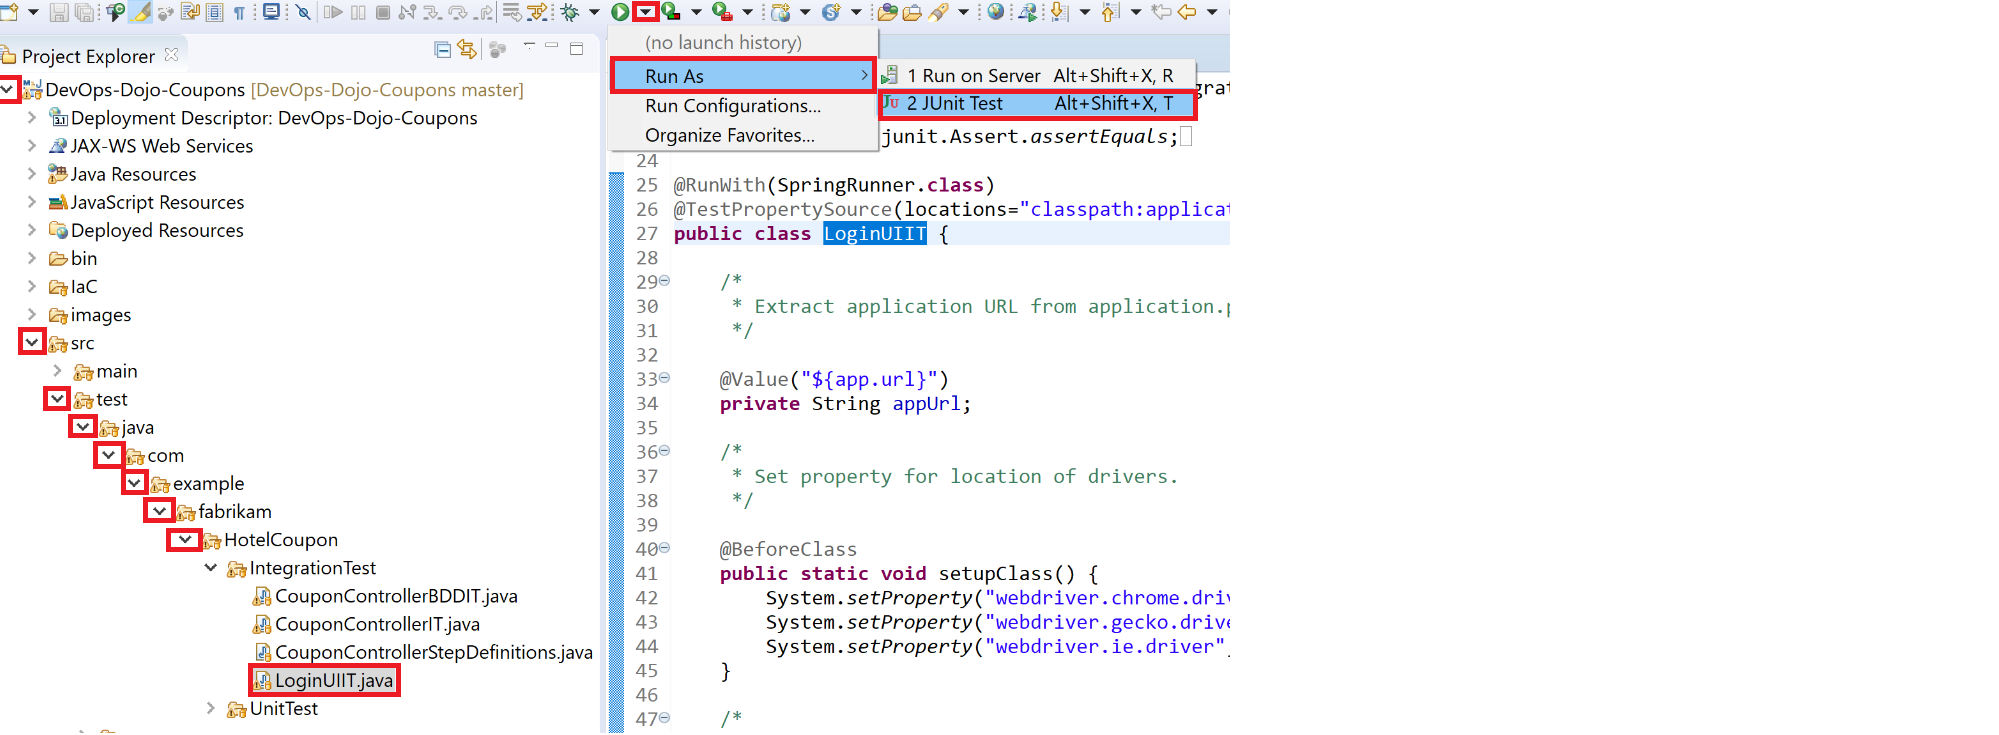 Project Explorer
DevOps-Dojo-Coupons [DevOps-Dojo-Coupons master]
Deployment Descriptor: DevOps-Dojo-Coupons
JAX-WS Web Services
Java Resources
JavaScript Resources
Deployed Resources
bin
IaC
images
src
main
test
java
com
example
fabrikam
HotelCoupon
IntegrationTest
CouponControllerBDDIT.java
CouponControllerIT.java
CouponControllerStepDefinitions.java
LoginUIIT.java
UnitTest
(no launch history)
Run As
Run Configurations...
Organize Favorites...
1 Run on Server Alt+Shift+X, R
2 JUnit Test Alt+Shift+X, T
junit.Assert.assertEquals;
24
25 @RunWith(SpringRunner.class)
26 @TestPropertySource(locations="classpath:applicat
27 public class LoginUIIT {
28
29 /*
30 * Extract application URL from application.p
31 */
32
33 @Value("${app.url}")
34 private String appUrl;
35
36 /*
37 * Set property for location of drivers.
38 */
39
40 @BeforeClass
41 public static void setupClass() {
42 System.setProperty("webdriver.chrome.driv
43 System.setProperty("webdriver.gecko.drive
44 System.setProperty("webdriver.ie.driver"
45 }
46
47 /*